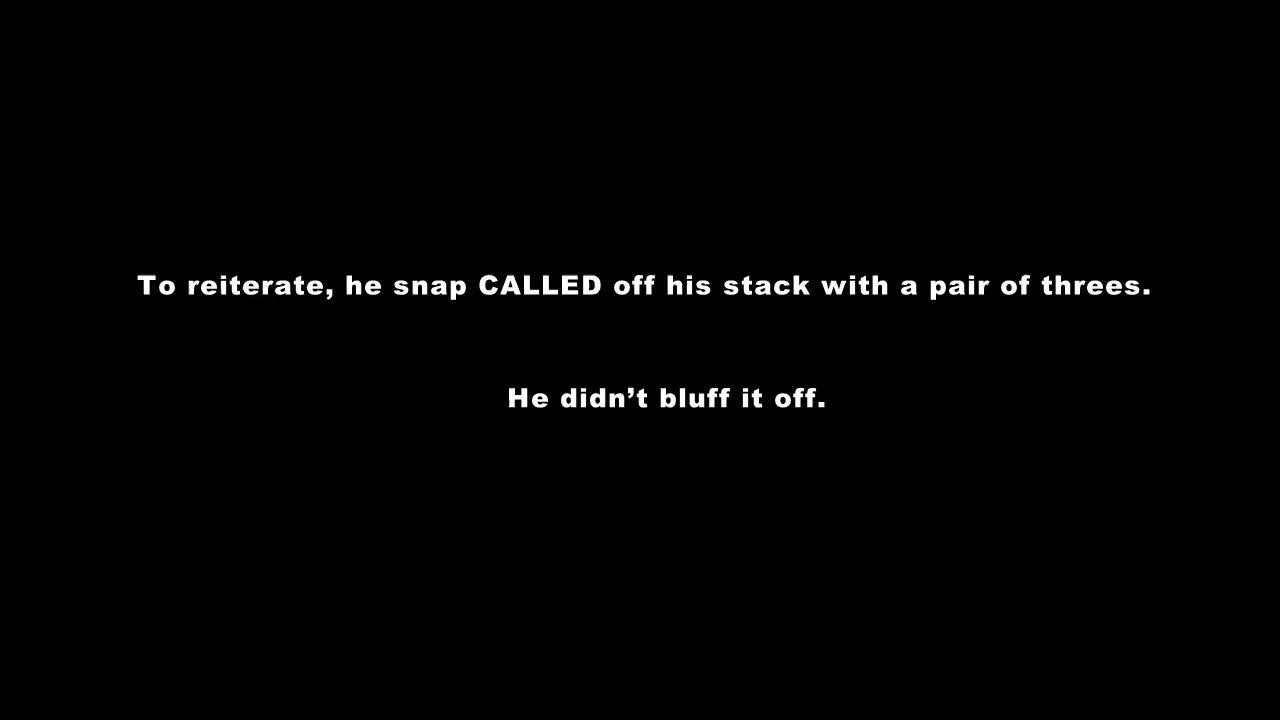 To reiterate, he snap CALLED off his stack with a pair of threes.
He didn’t bluff it off.